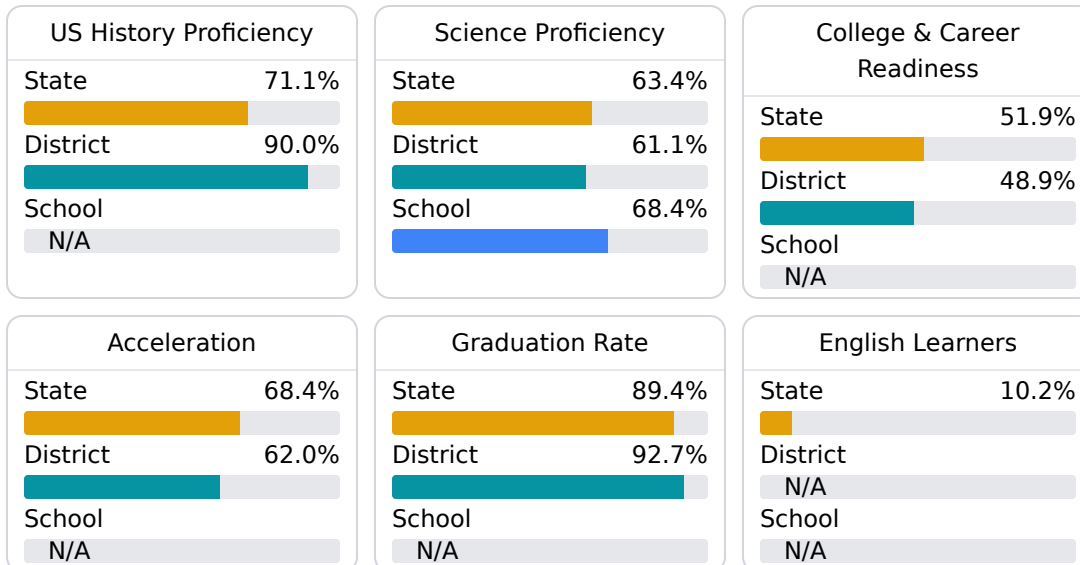 US History Proficiency
State 71.1%
District 90.0%
School
N/A
Science Proficiency
State 63.4%
District 61.1%
School 68.4%
College & Career
Readiness
State 51.9%
District 48.9%
School
N/A
Acceleration
State 68.4%
District 62.0%
School
N/A
Graduation Rate
State 89.4%
District 92.7%
School
N/A
English Learners
State 10.2%
District
N/A
School
N/A